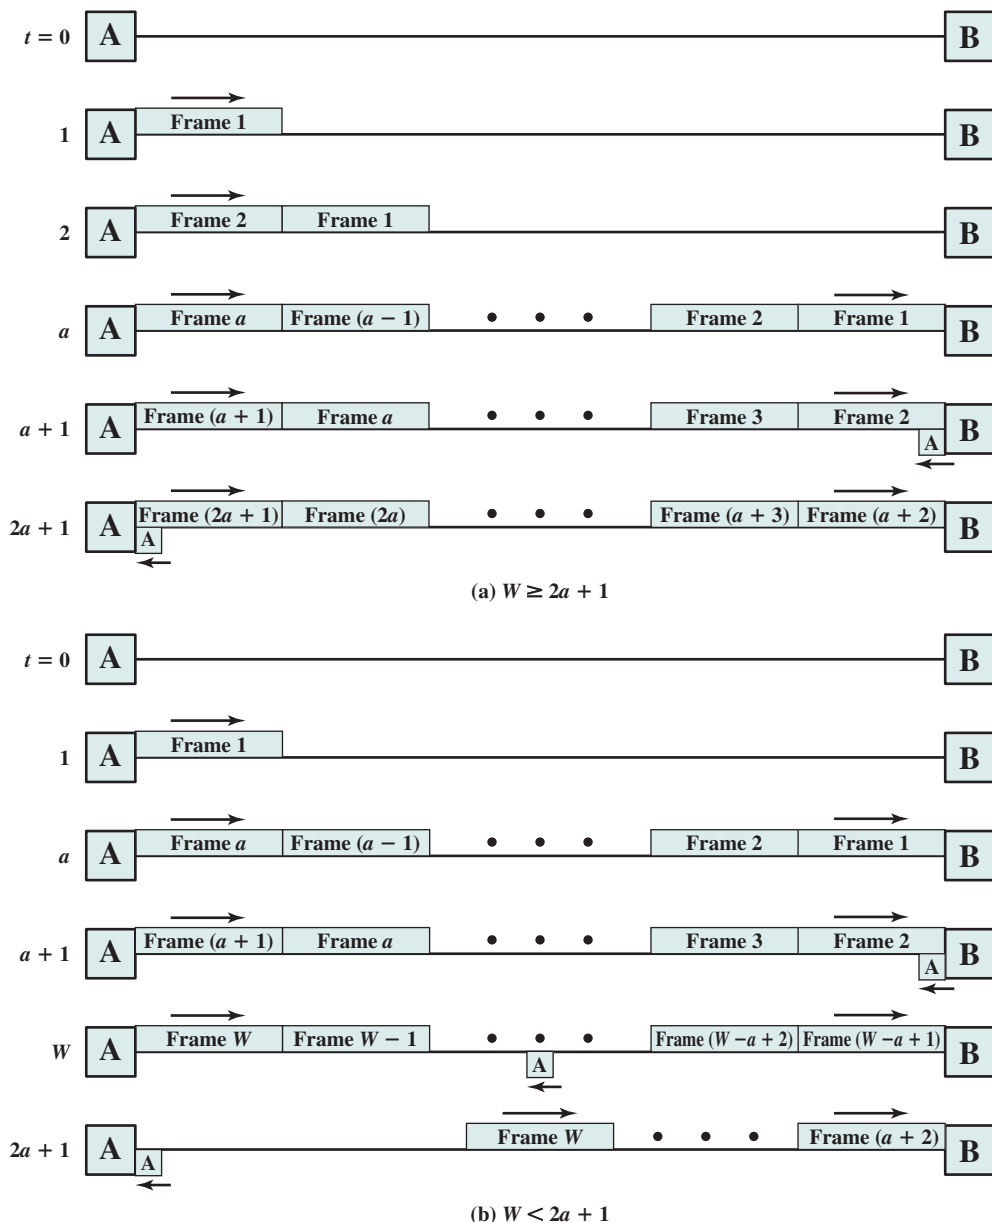 t = 0 A B
1 A Frame 1 B
2 A Frame 2 Frame 1 B
a A Frame a Frame (a − 1) • • • Frame 2 Frame 1 B
a + 1 A Frame (a + 1) Frame a • • • Frame 3 Frame 2 A B
2a + 1 A Frame (2a + 1) Frame (2a) • • • Frame (a + 3) Frame (a + 2) B
A
(a) W ≥ 2a + 1
t = 0 A B
1 A Frame 1 B
a A Frame a Frame (a − 1) • • • Frame 2 Frame 1 B
a + 1 A Frame (a + 1) Frame a • • • Frame 3 Frame 2 A B
W A Frame W Frame W − 1 • • • Frame (W − a + 2) Frame (W − a + 1) B
A
2a + 1 A Frame W • • • Frame (a + 2) B
A
(b) W < 2a + 1